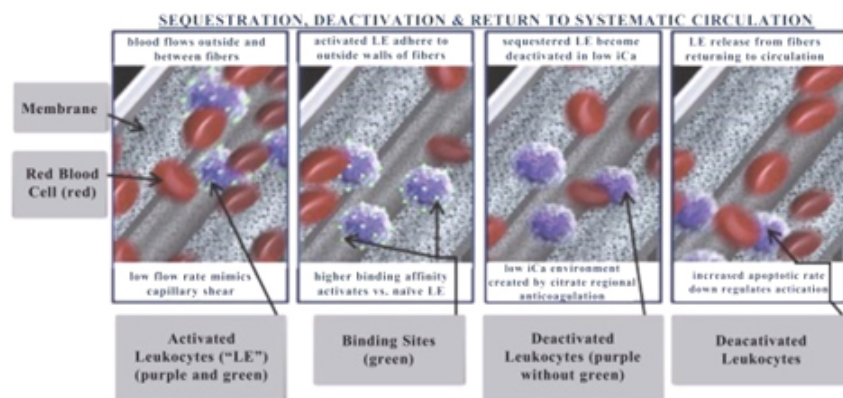 SEQUESTRATION, DEACTIVATION & RETURN TO SYSTEMATIC CIRCULATION
blood flows outside and
between fibers
activated LE adhere to
outside walls of fibers
sequestered LE become
deactivated in low iCa
LE release from fibers
returning to circulation
Membrane
Red Blood
Cell (red)
low flow rate mimics
capillary shear
higher binding affinity
activates vs. naïve LE
low iCa environment
created by citrate regional
anticoagulation
increased apoptotic rate
down regulates actication
Activated
Leukocytes (“LE”)
(purple and green)
Binding Sites
(green)
Deactivated
Leukocytes (purple
without green)
Deacativated
Leukocytes